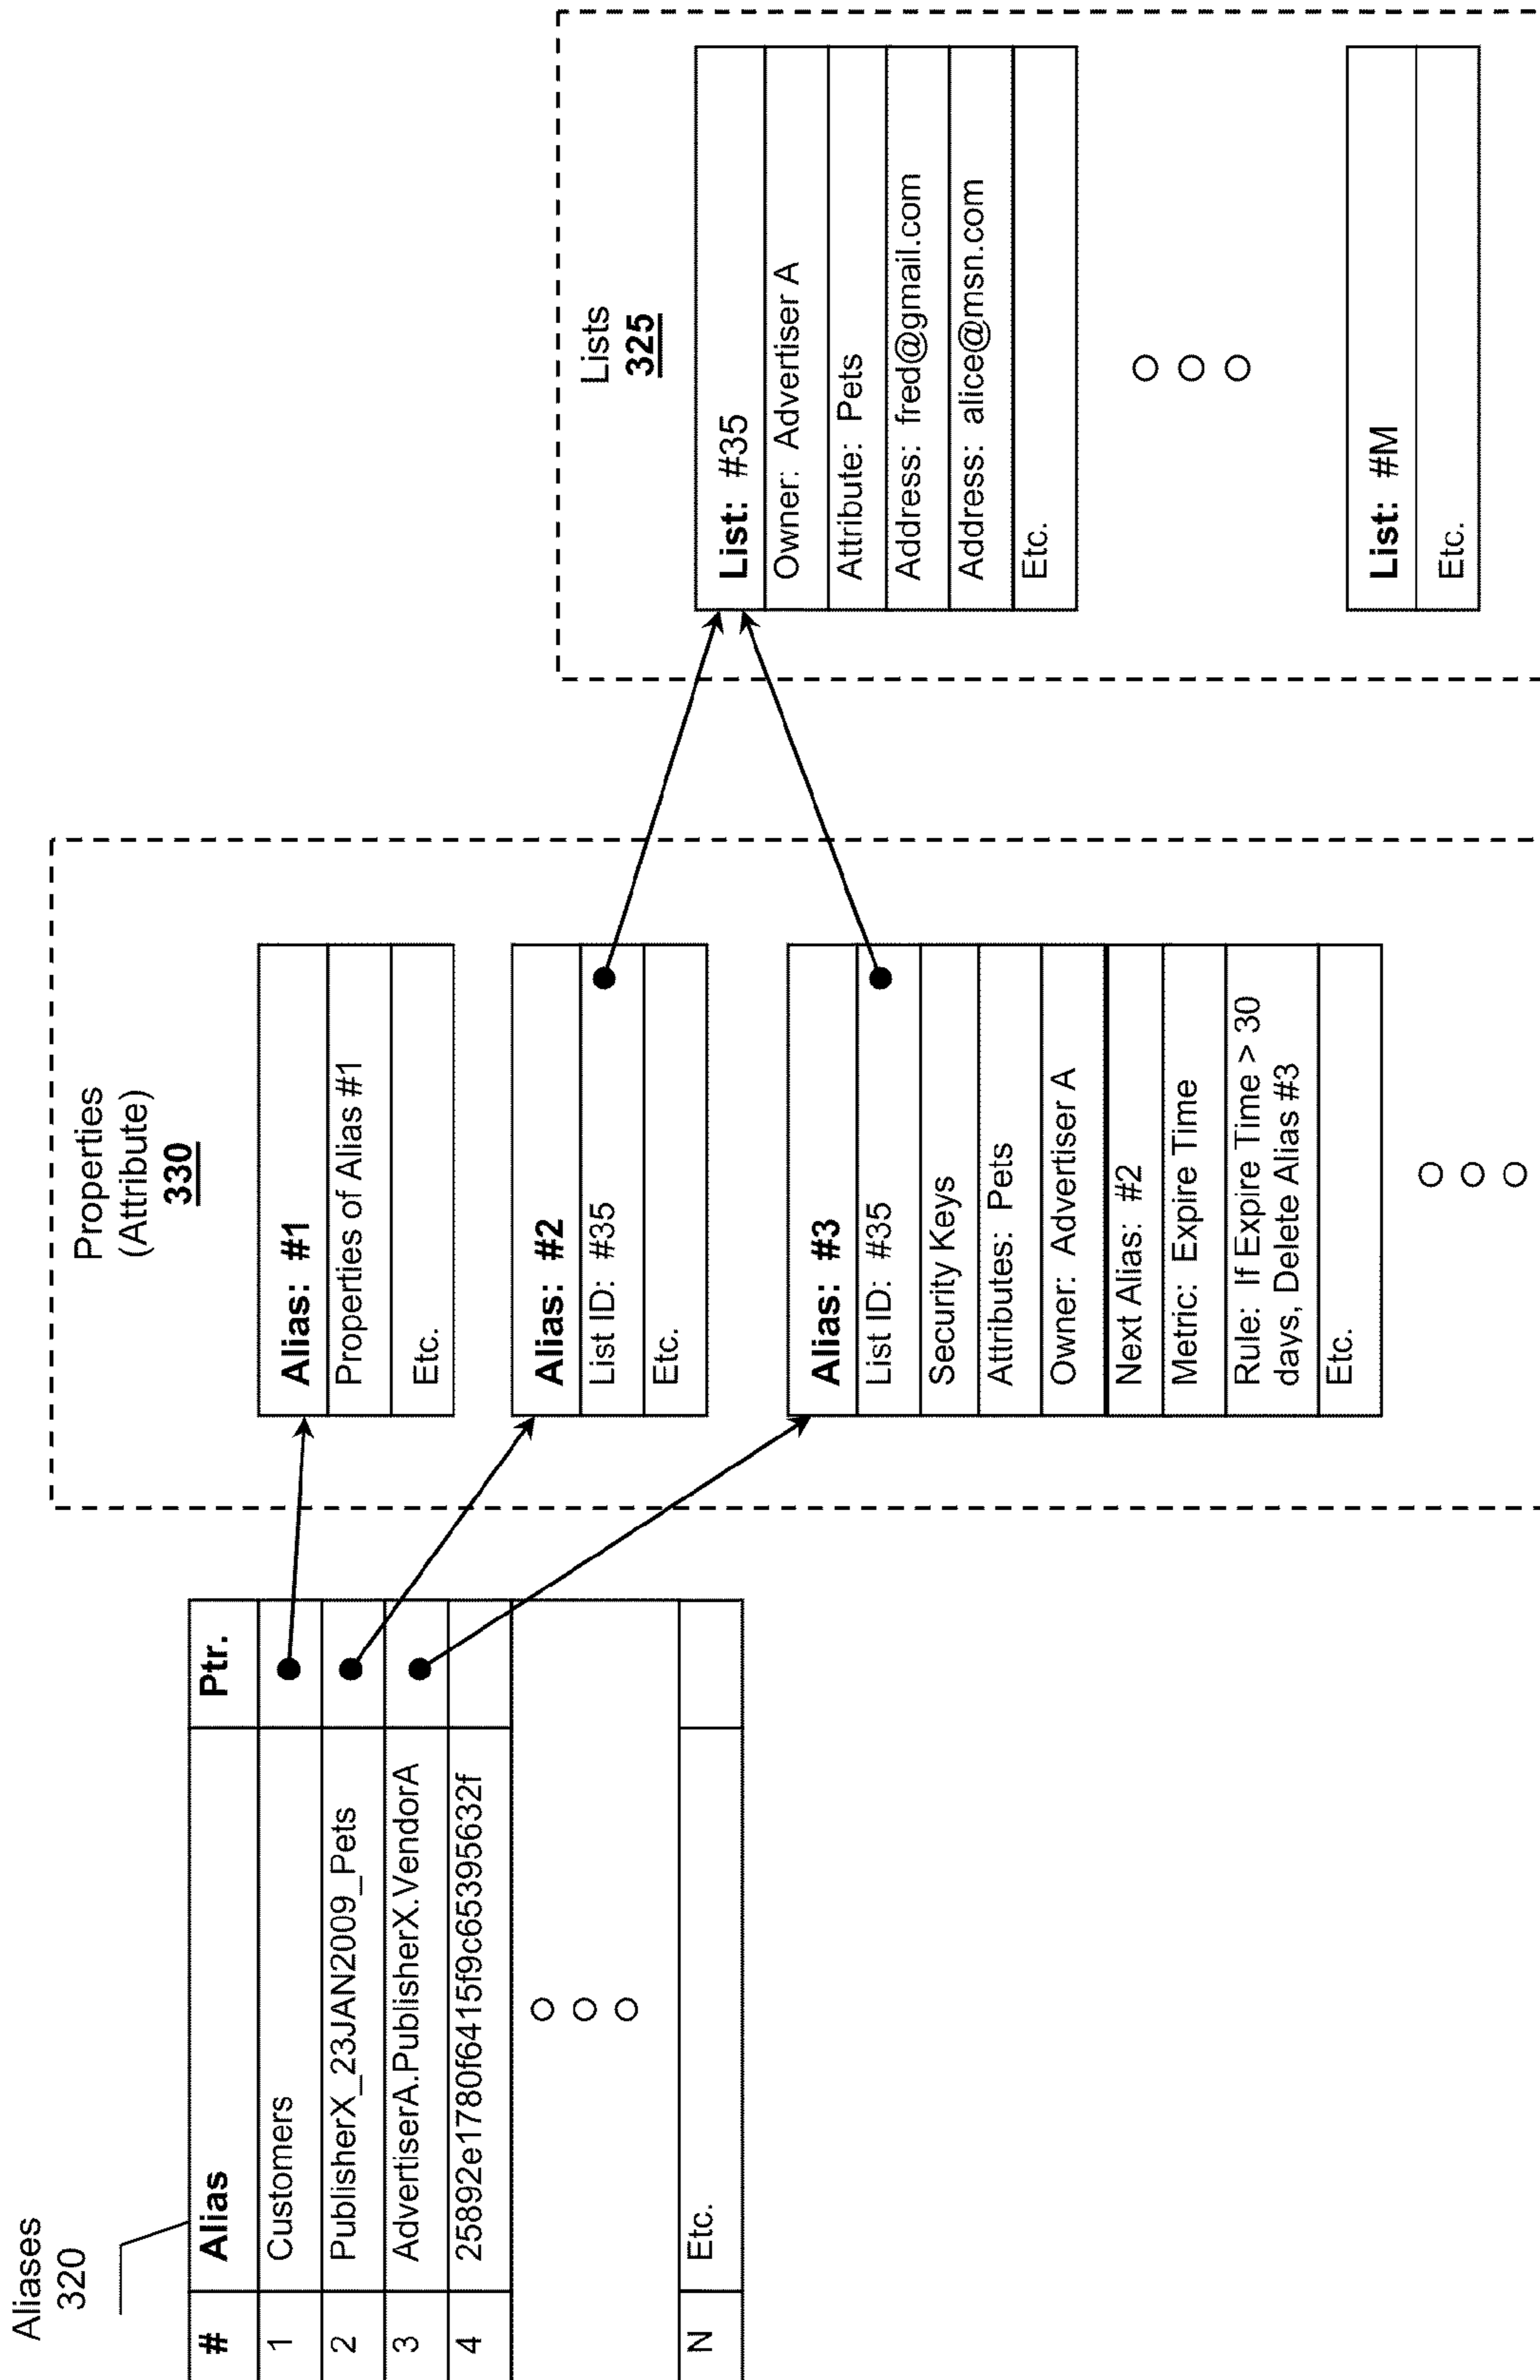 Aliases
320
# Alias Ptr.
1 Customers
2 PublisherX_23JAN2009_Pets
3 AdvertiserA.PublisherX.VendorA
4 25892e1780f6415f9c65395632f
N Etc.
Properties
(Attribute)
330
Alias: #1
Properties of Alias #1
Etc.
Alias: #2
List ID: #35
Etc.
Alias: #3
List ID: #35
Security Keys
Attributes: Pets
Owner: Advertiser A
Next Alias: #2
Metric: Expire Time
Rule: If Expire Time > 30
days, Delete Alias #3
Etc.
Lists
325
List: #35
Owner: Advertiser A
Attribute: Pets
Address: fred@gmail.com
Address: alice@msn.com
Etc.
List: #M
Etc.